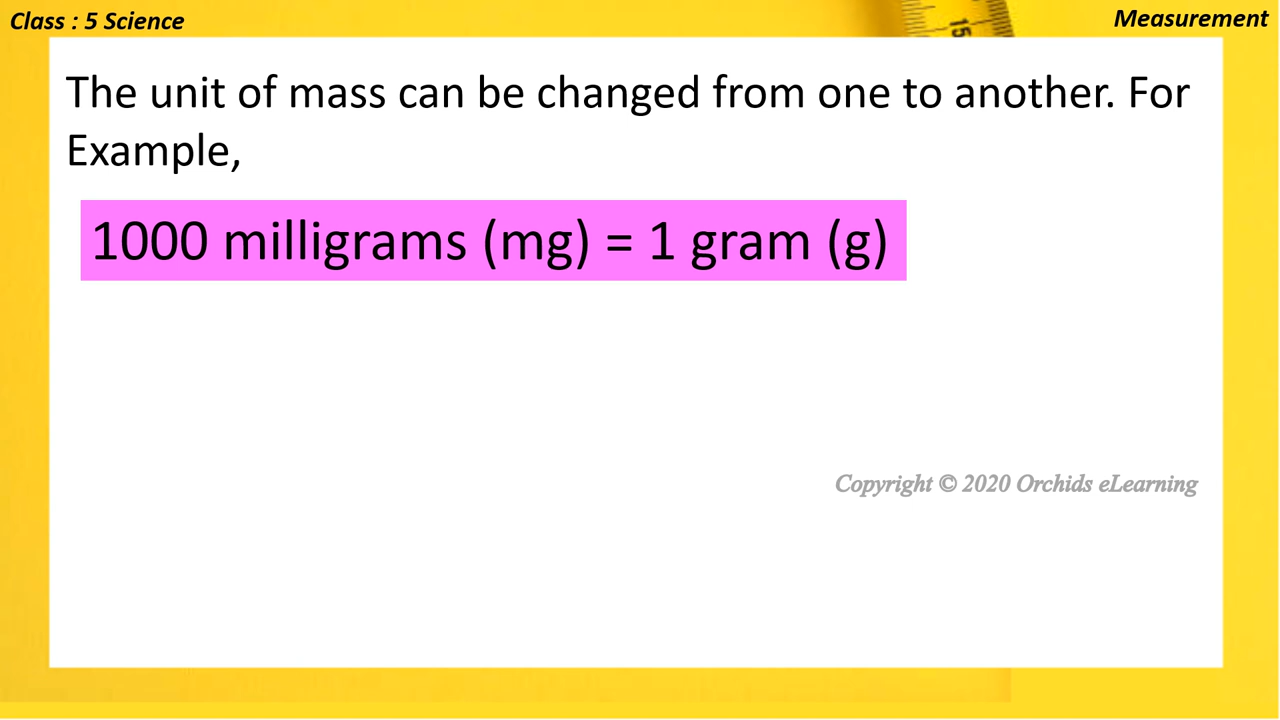 Class : 5 Science
Measurement
15
The unit of mass can be changed from one to another. For
Example,
1000 milligrams (mg) = 1 gram (g)
Copyright © 2020 Orchids eLearning